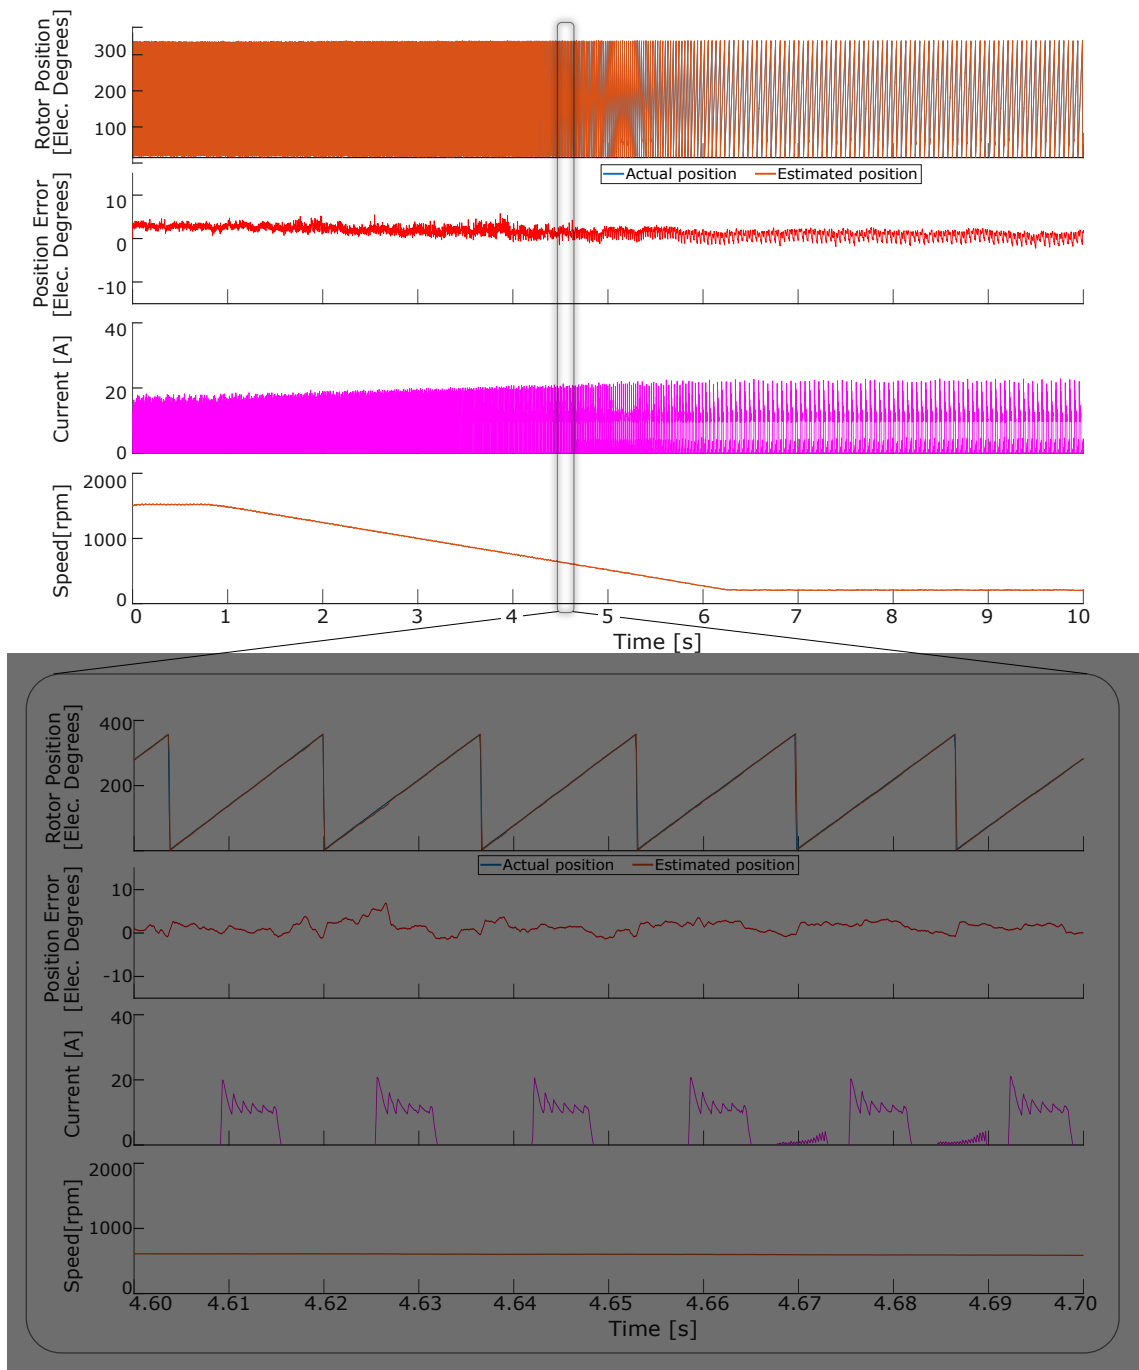 Rotor Position
[Elec. Degrees]
300
200
100
Actual position Estimated position
Position Error
[Elec. Degrees]
10
0
-10
Current [A]
40
20
0
Speed[rpm]
2000
1000
0
0 1 2 3 4 5 6 7 8 9 10
Time [s]
Rotor Position
[Elec. Degrees]
400
200
0
Actual position Estimated position
Position Error
[Elec. Degrees]
10
0
-10
Current [A]
40
20
0
Speed[rpm]
2000
1000
0
4.60 4.61 4.62 4.63 4.64 4.65 4.66 4.67 4.68 4.69 4.70
Time [s]